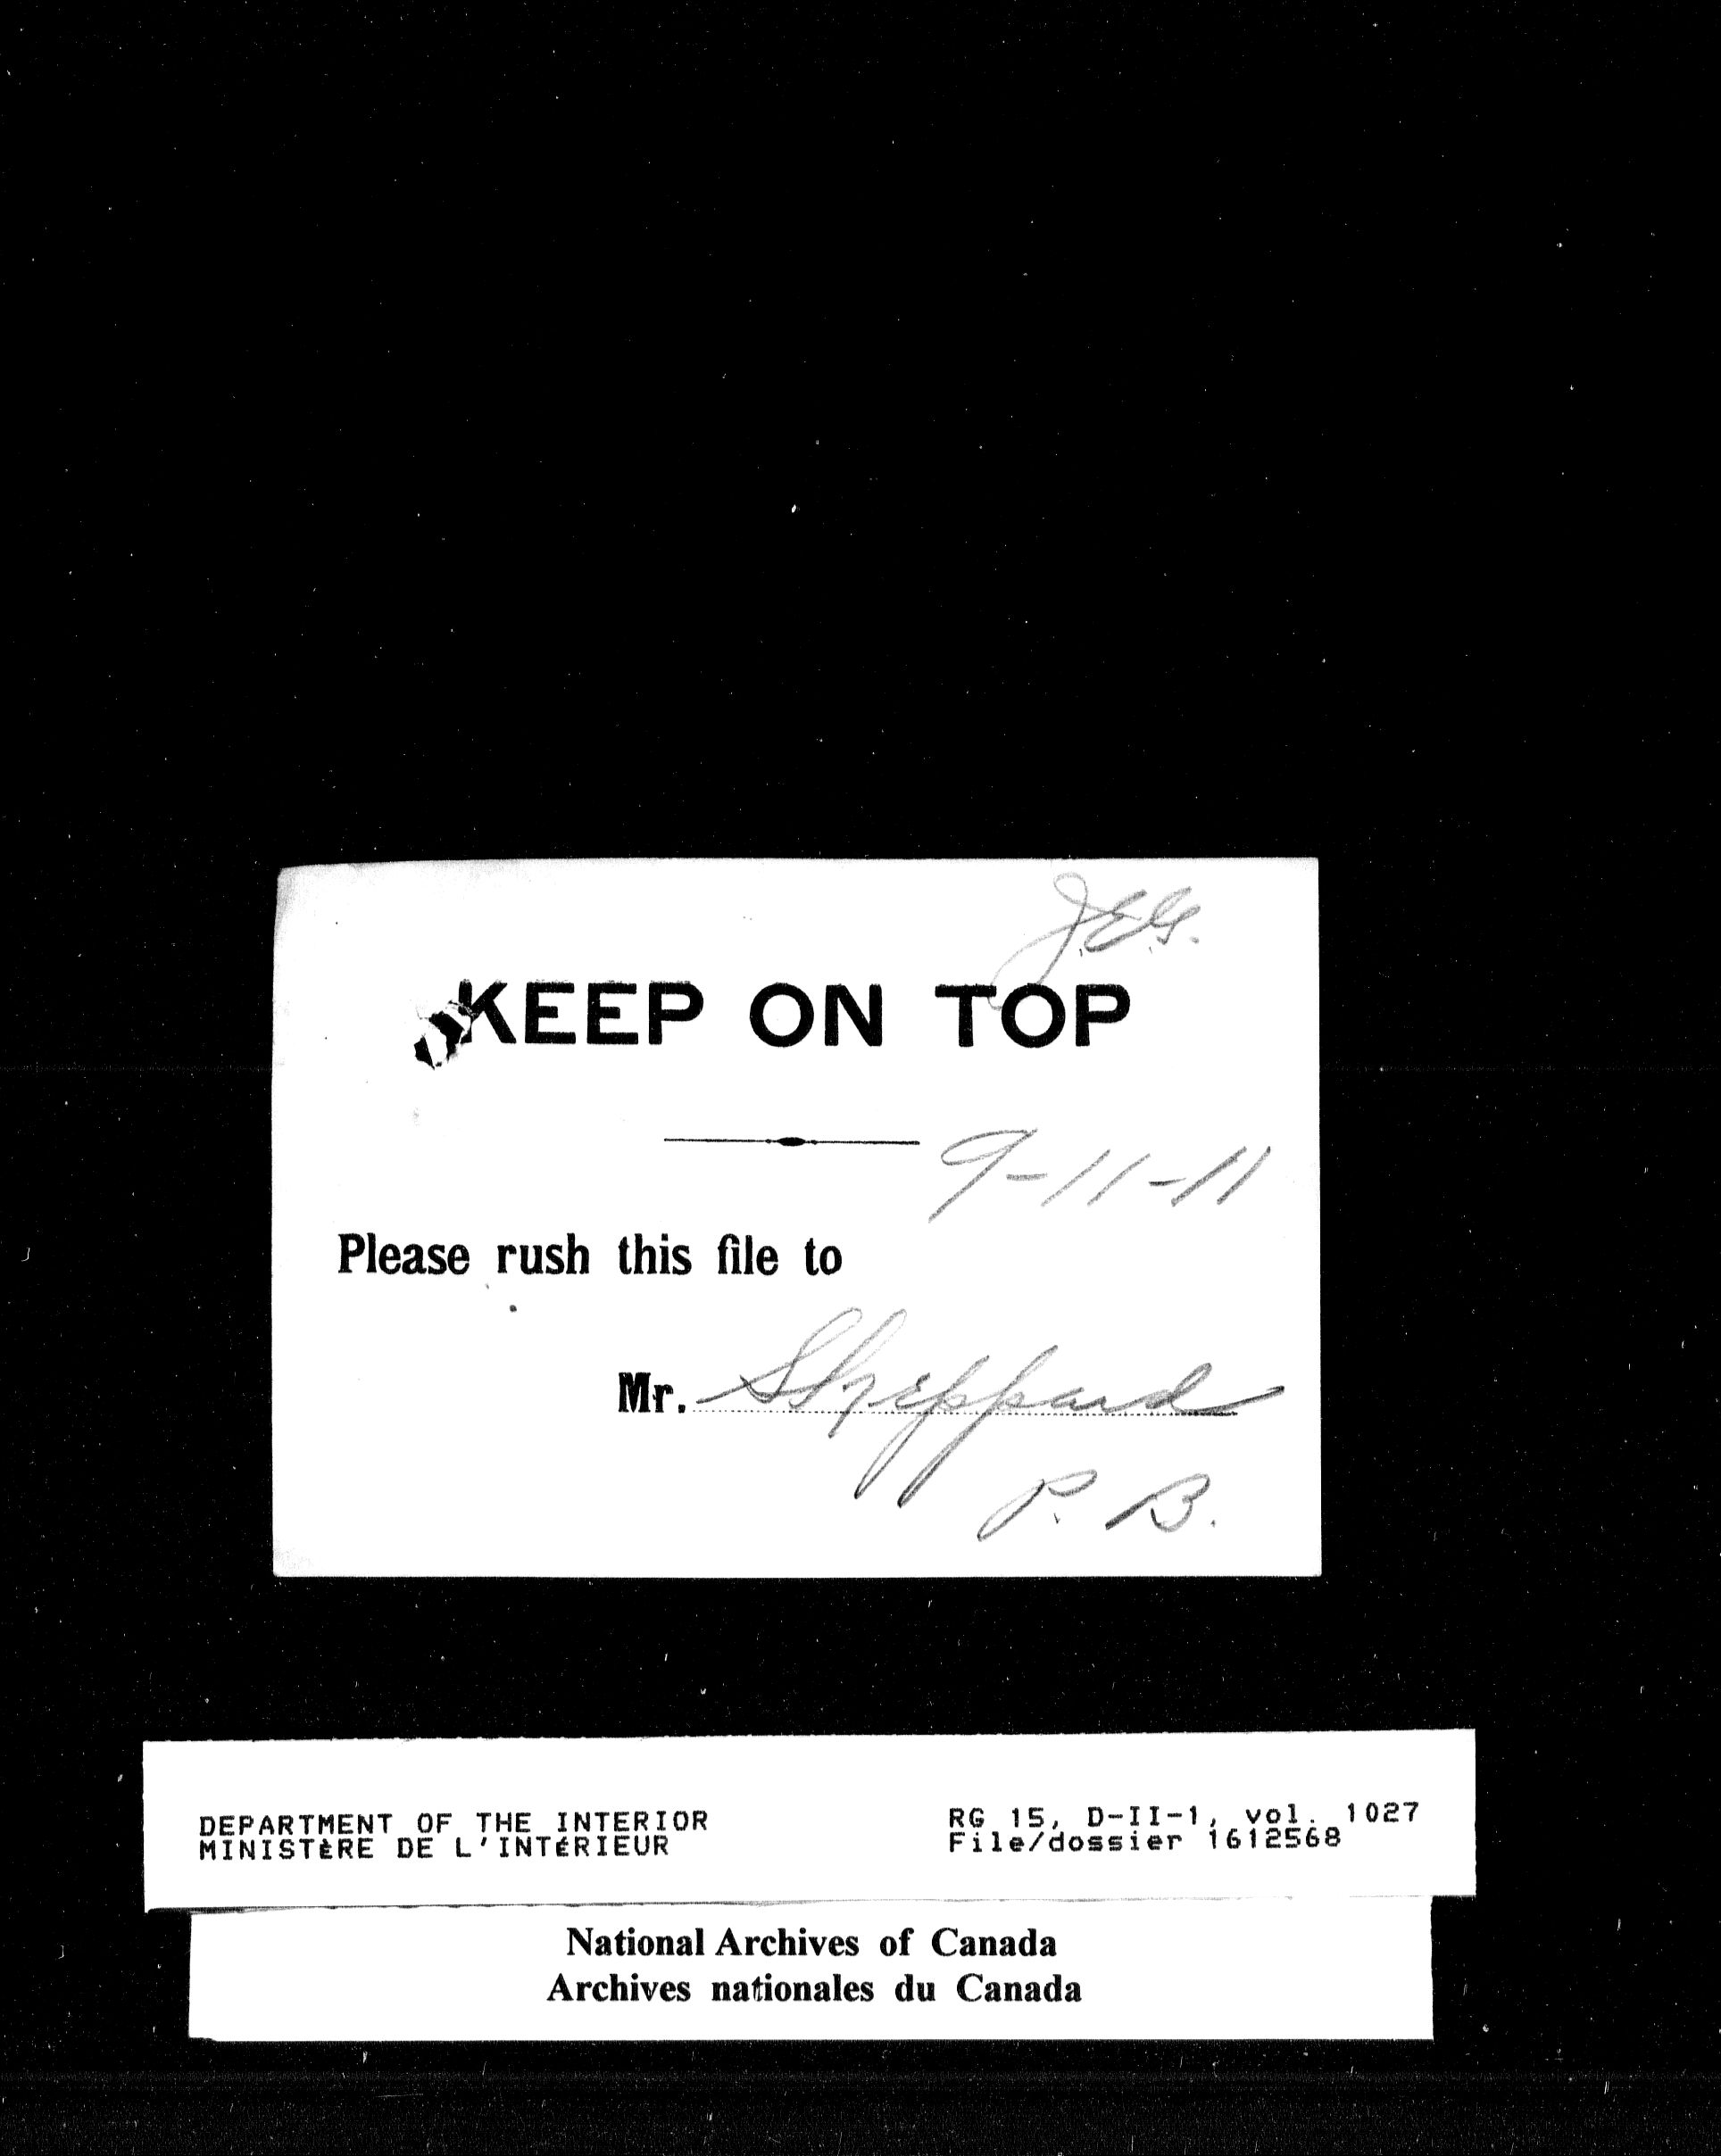 J.E.G.
KEEP ON TOP
9-11-11
Please rush this file to
Mr. Sheppard
P. B.
DEPARTMENT OF THE INTERIOR
MINISTÈRE DE L'INTÉRIEUR
RG 15, D-II-1, vol. 1027
File/dossier 1612568
National Archives of Canada
Archives nationales du Canada